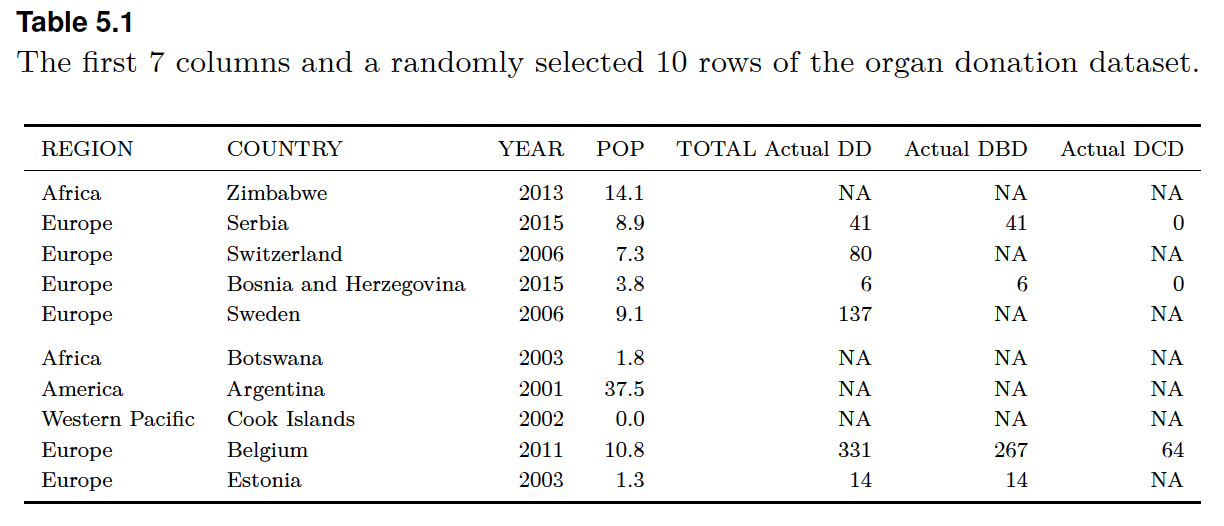 Table 5.1
The first 7 columns and a randomly selected 10 rows of the organ donation dataset.
REGION COUNTRY YEAR POP TOTAL Actual DD Actual DBD Actual DCD
Africa Zimbabwe 2013 14.1 NA NA NA
Europe Serbia 2015 8.9 41 41 0
Europe Switzerland 2006 7.3 80 NA NA
Europe Bosnia and Herzegovina 2015 3.8 6 6 0
Europe Sweden 2006 9.1 137 NA NA
Africa Botswana 2003 1.8 NA NA NA
America Argentina 2001 37.5 NA NA NA
Western Pacific Cook Islands 2002 0.0 NA NA NA
Europe Belgium 2011 10.8 331 267 64
Europe Estonia 2003 1.3 14 14 NA